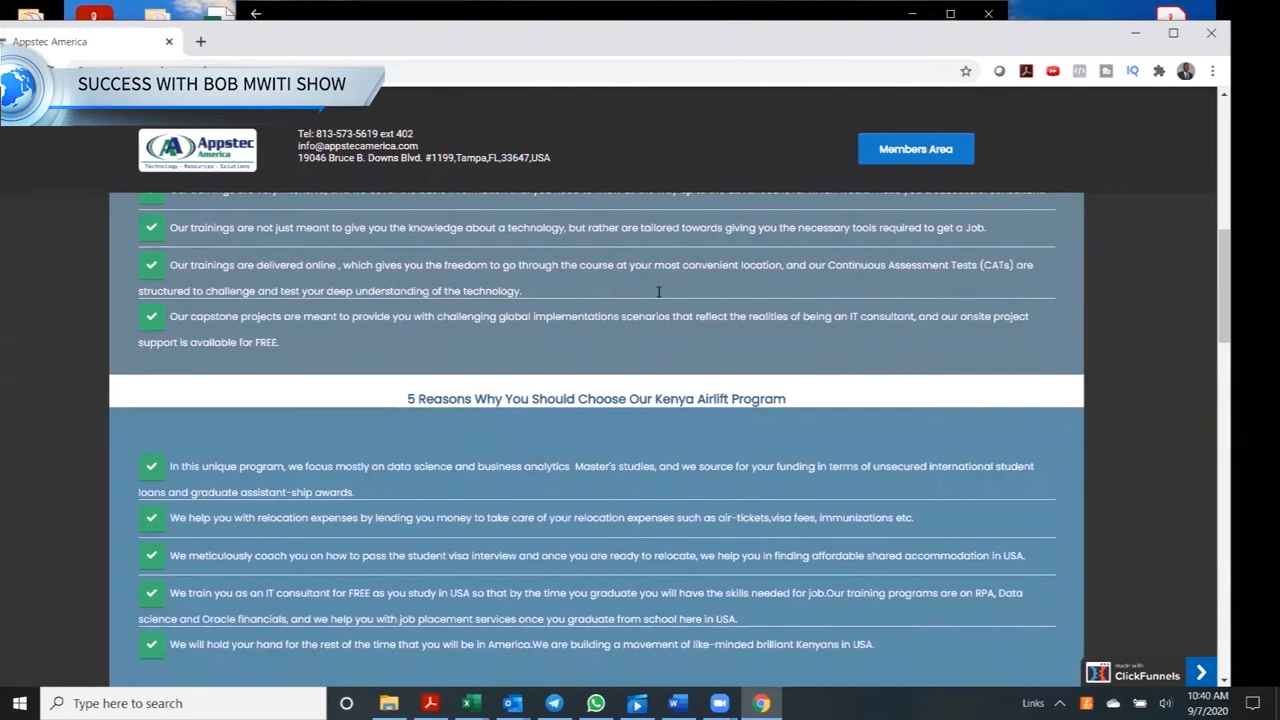 Appstec America
SUCCESS WITH BOB MWITI SHOW
Appstec
America
Technology - Resources - Solutions
Tel: 813-573-5619 ext 402
info@appstecamerica.com
19046 Bruce B. Downs Blvd. #1199,Tampa,FL,33647,USA
Members Area
Our trainings are not just meant to give you the knowledge about a technology, but rather are tailored towards giving you the necessary tools required to get a Job.
Our trainings are delivered online , which gives you the freedom to go through the course at your most convenient location, and our Continuous Assessment Tests (CATs) are
structured to challenge and test your deep understanding of the technology.
Our capstone projects are meant to provide you with challenging global implementations scenarios that reflect the realities of being an IT consultant, and our onsite project
support is available for FREE.
5 Reasons Why You Should Choose Our Kenya Airlift Program
In this unique program, we focus mostly on data science and business analytics Master's studies, and we source for your funding in terms of unsecured international student
loans and graduate assistant-ship awards.
We help you with relocation expenses by lending you money to take care of your relocation expenses such as air-tickets,visa fees, immunizations etc.
We meticulously coach you on how to pass the student visa interview and once you are ready to relocate, we help you in finding affordable shared accommodation in USA.
We train you as an IT consultant for FREE as you study in USA so that by the time you graduate you will have the skills needed for job.Our training programs are on RPA, Data
science and Oracle financials, and we help you with job placement services once you graduate from school here in USA.
We will hold your hand for the rest of the time that you will be in America.We are building a movement of like-minded brilliant Kenyans in USA.
made with
ClickFunnels
Type here to search
Links
10:40 AM
9/7/2020